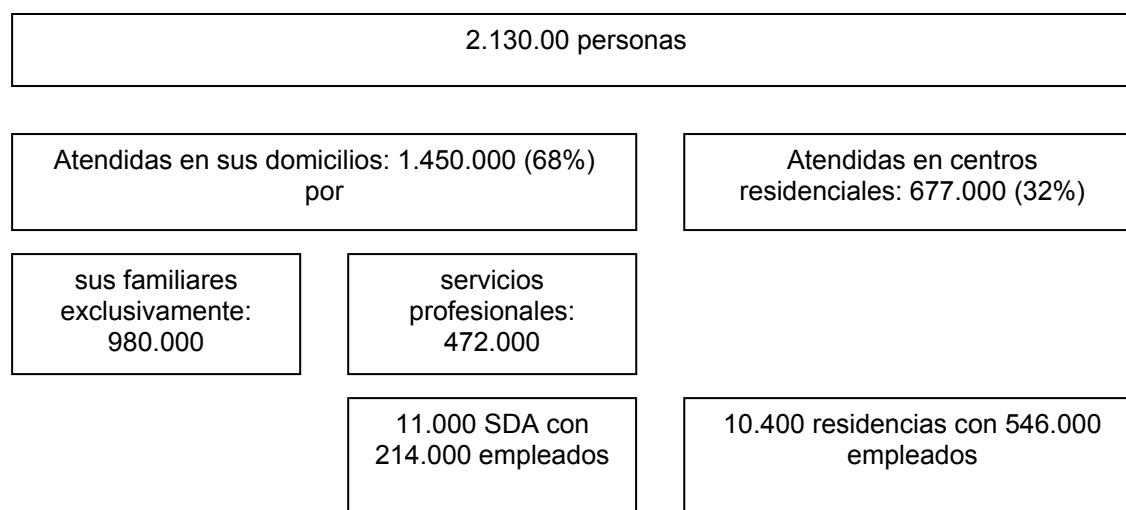 2.130.00 personas
Atendidas en sus domicilios: 1.450.000 (68%)
por
Atendidas en centros
residenciales: 677.000 (32%)
sus familiares
exclusivamente:
980.000
servicios
profesionales:
472.000
11.000 SDA con
214.000 empleados
10.400 residencias con 546.000
empleados